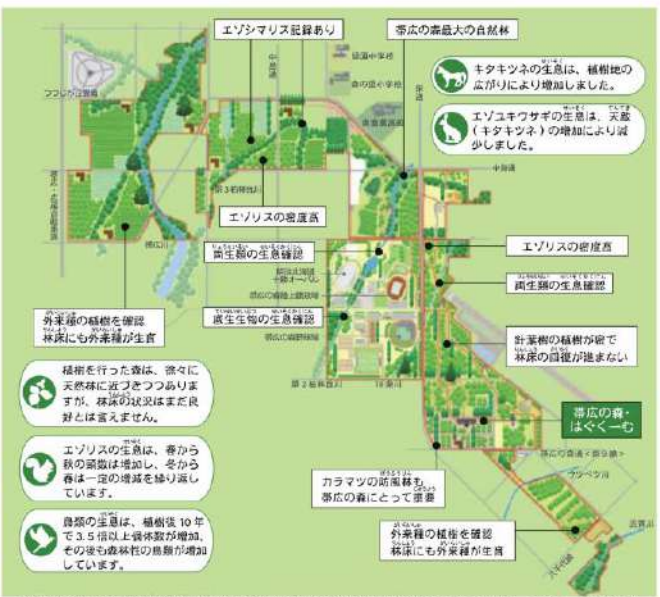 エゾシマリス記録あり
帯広の森最大の自然林
キタキツネの生息は、植樹地の
広がりにより増加しました。
エゾユキウサギの生息は、天敵
(キタキツネ)の増加により減
少しました。
エゾリスの密度高
両生類の生息確認
エゾリスの密度高
両生類の生息確認
底生生物の生息確認
外来種の植樹を確認
林床にも外来種が生育
針葉樹の植樹が密で
林床の回復が進まない
植樹を行った森は、徐々に
天然林に近づきつつありま
すが、林床の状況はまだ良
好とは言えません。
帯広の森・
はぐくーむ
エゾリスの生息は、春から
秋の頭数は増加し、冬から
春は一定の増減を繰り返し
ています。
カラマツの防風林も
帯広の森にとって重要
鳥類の生息は、植樹後10年
で3.5倍以上個体数が増加、
その後も森林性の鳥類が増加
しています。
外来種の植樹を確認
林床にも外来種が生育